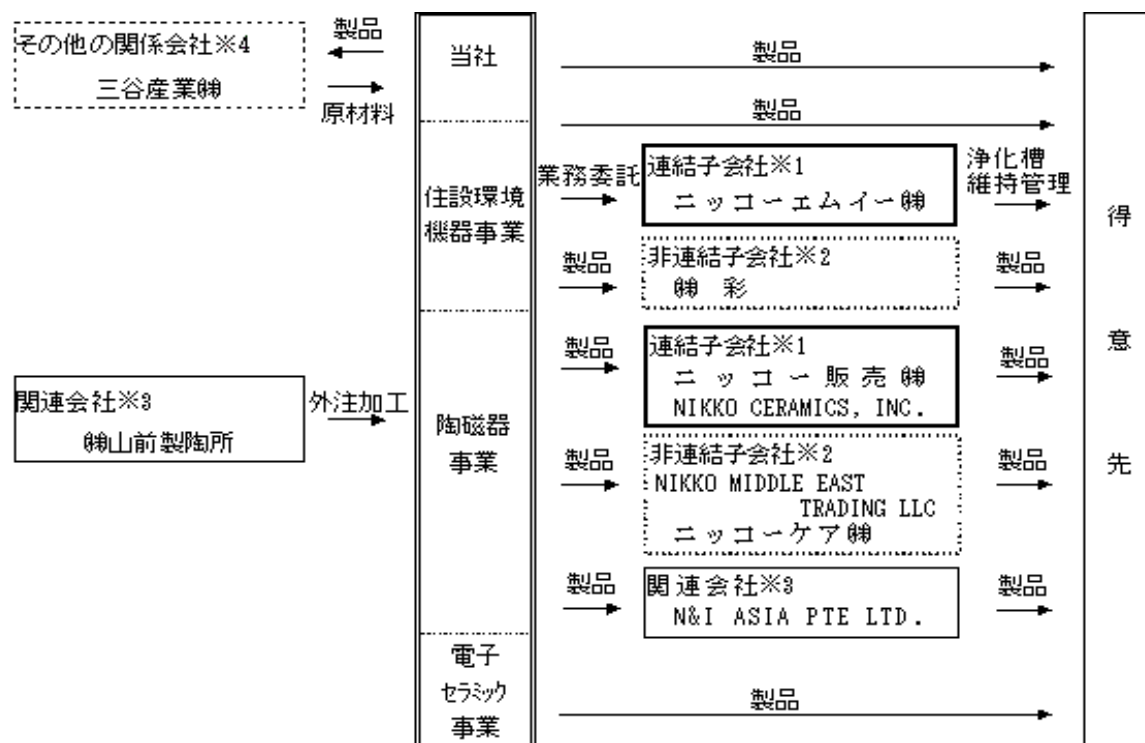 その他の関係会社※4
三谷産業㈱
製品
原材料
当社
製品
製品
住設環境
機器事業
業務委託
連結子会社※1
ニッコーエムイー㈱
浄化槽
維持管理
製品
非連結子会社※2
㈱彩
製品
関連会社※3
㈱山前製陶所
外注加工
陶磁器
事業
製品
連結子会社※1
ニッコー販売㈱
NIKKO CERAMICS, INC.
製品
製品
非連結子会社※2
NIKKO MIDDLE EAST
TRADING LLC
ニッコーケア㈱
製品
製品
関連会社※3
N&I ASIA PTE LTD.
製品
電子
セラミック
事業
製品
得意先